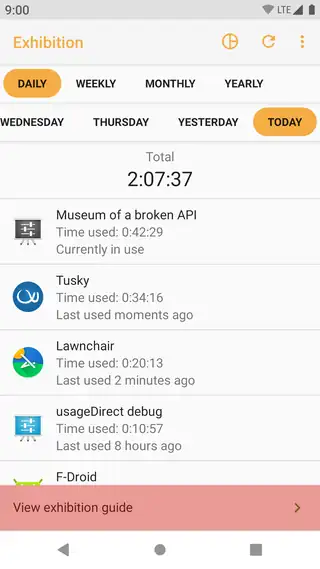 9:00
LTE
Exhibition
DAILY WEEKLY MONTHLY YEARLY
WEDNESDAY THURSDAY YESTERDAY TODAY
Total
2:07:37
Museum of a broken API
Time used: 0:42:29
Currently in use
Tusky
Time used: 0:34:16
Last used moments ago
Lawnchair
Time used: 0:20:13
Last used 2 minutes ago
usageDirect debug
Time used: 0:10:57
Last used 8 hours ago
F-Droid
View exhibition guide